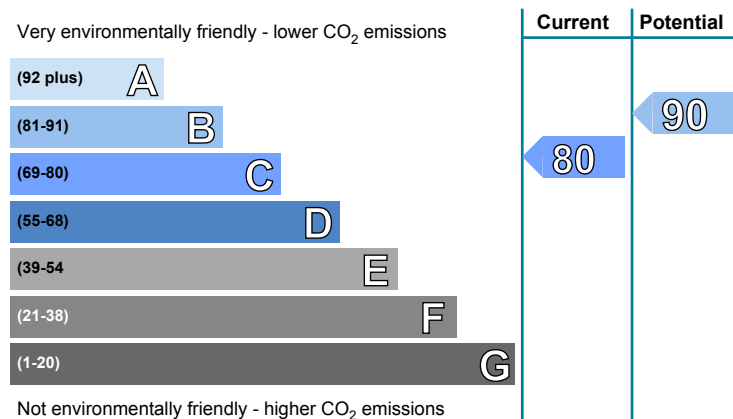 Very environmentally friendly - lower CO2 emissions
Current
Potential
(92 plus) A
(81-91) B
(69-80) C
(55-68) D
(39-54 E
(21-38) F
(1-20) G
80
90
Not environmentally friendly - higher CO2 emissions